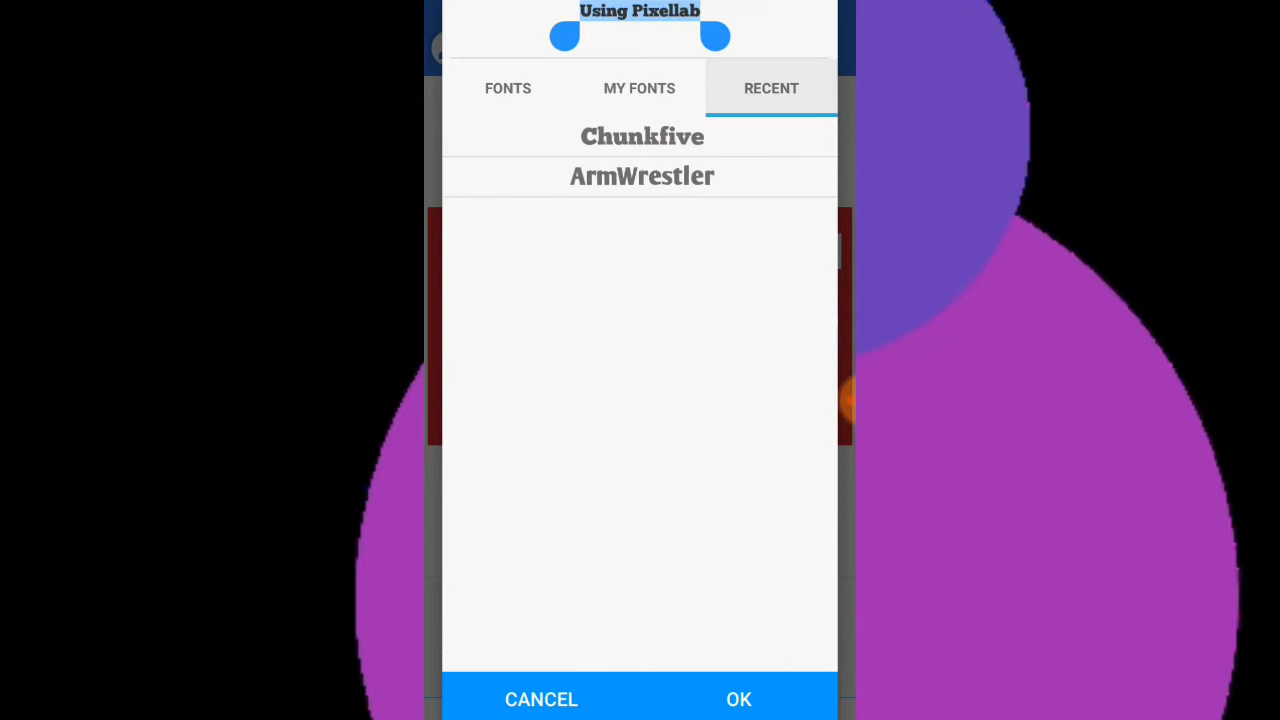 Using Pixellab
FONTS MY FONTS RECENT
Chunkfive
ArmWrestler
CANCEL OK